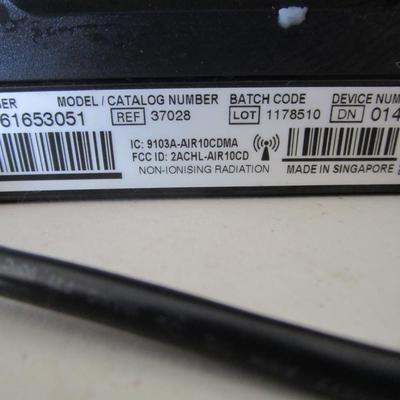 MODEL / CATALOG NUMBER BATCH CODE
61653051 REF 37028 LOT 1178510 DN 014
IC: 9103A-AIR10CDMA
FCC ID: 2ACHL-AIR10CD
NON-IONISING RADIATION MADE IN SINGAPORE